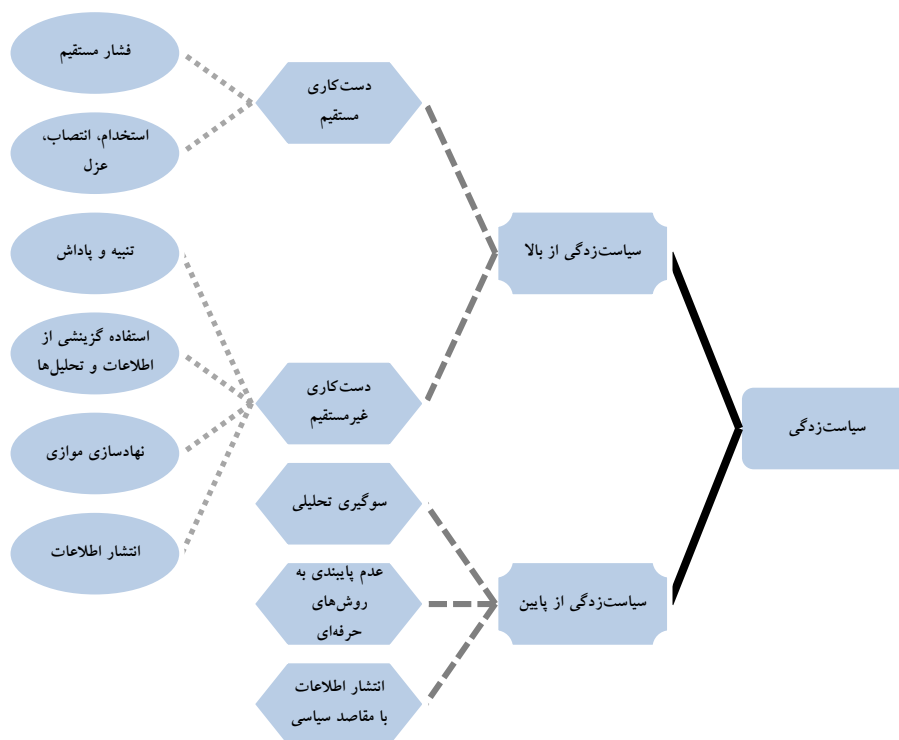 سیاست‌زدگی
سیاست‌زدگی از بالا
دست‌کاری
مستقیم
فشار مستقیم
استخدام، انتصاب،
عزل
دست‌کاری
غیرمستقیم
تنبیه و پاداش
استفاده گزینشی از
اطلاعات و تحلیل‌ها
نهادسازی موازی
انتشار اطلاعات
سیاست‌زدگی از پایین
سوگیری تحلیلی
عدم پایبندی به
روش‌های
حرفه‌ای
انتشار اطلاعات
با مقاصد سیاسی